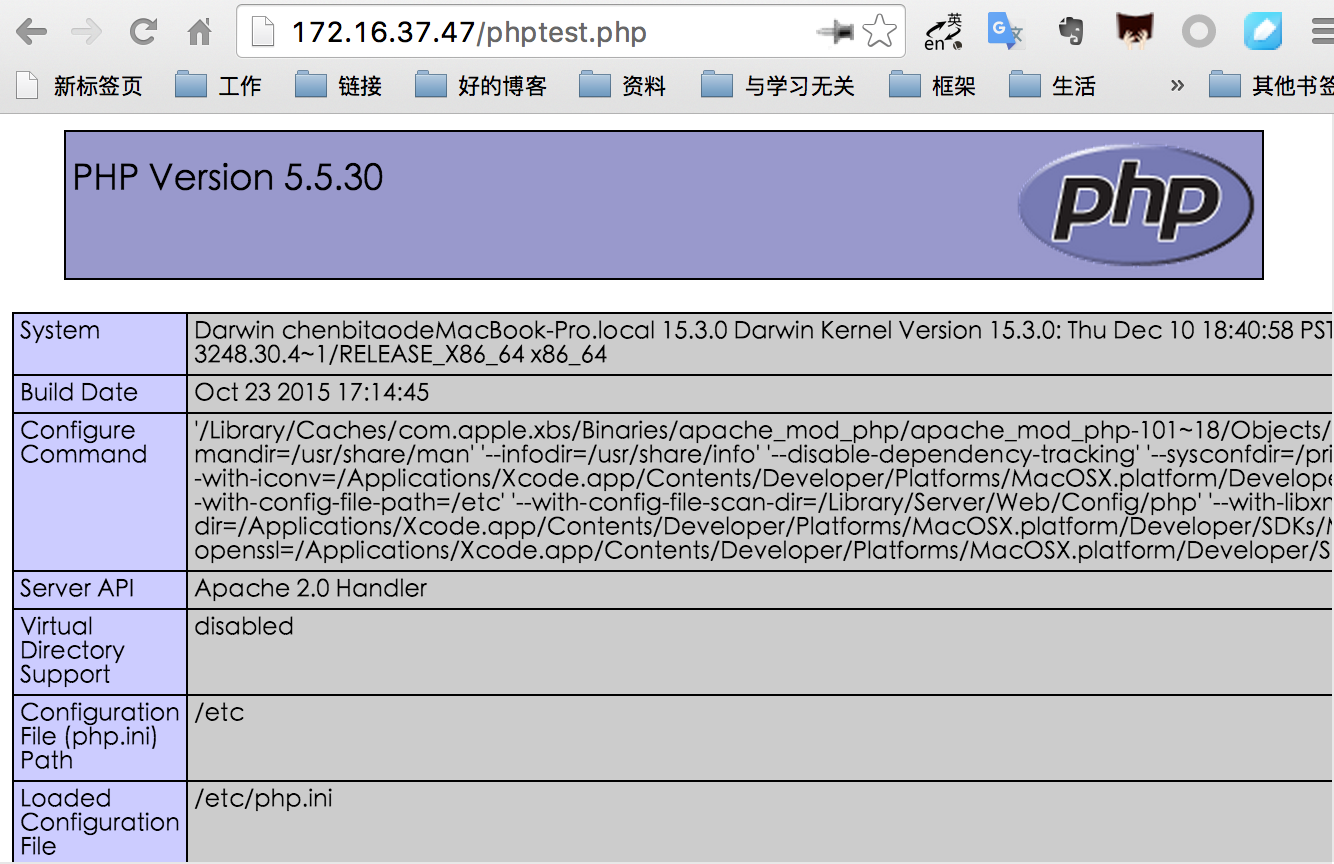 172.16.37.47/phptest.php
英
en
G 文
新标签页 工作 链接 好的博客 资料 与学习无关 框架 生活 » 其他书签
PHP Version 5.5.30
php
System
Darwin chenbitaodeMacBook-Pro.local 15.3.0 Darwin Kernel Version 15.3.0: Thu Dec 10 18:40:58 PST
3248.30.4~1/RELEASE_X86_64 x86_64
Build Date
Oct 23 2015 17:14:45
Configure
Command
'/Library/Caches/com.apple.xbs/Binaries/apache_mod_php/apache_mod_php-101~18/Objects/
mandir=/usr/share/man' '--infodir=/usr/share/info' '--disable-dependency-tracking' '--sysconfdir=/pri
-with-iconv=/Applications/Xcode.app/Contents/Developer/Platforms/MacOSX.platform/Develope
-with-config-file-path=/etc' '--with-config-file-scan-dir=/Library/Server/Web/Config/php' '--with-libxm
dir=/Applications/Xcode.app/Contents/Developer/Platforms/MacOSX.platform/Developer/SDKs/M
openssl=/Applications/Xcode.app/Contents/Developer/Platforms/MacOSX.platform/Developer/S
Server API
Apache 2.0 Handler
Virtual
Directory
Support
disabled
Configuration
File (php.ini)
Path
/etc
Loaded
Configuration
File
/etc/php.ini